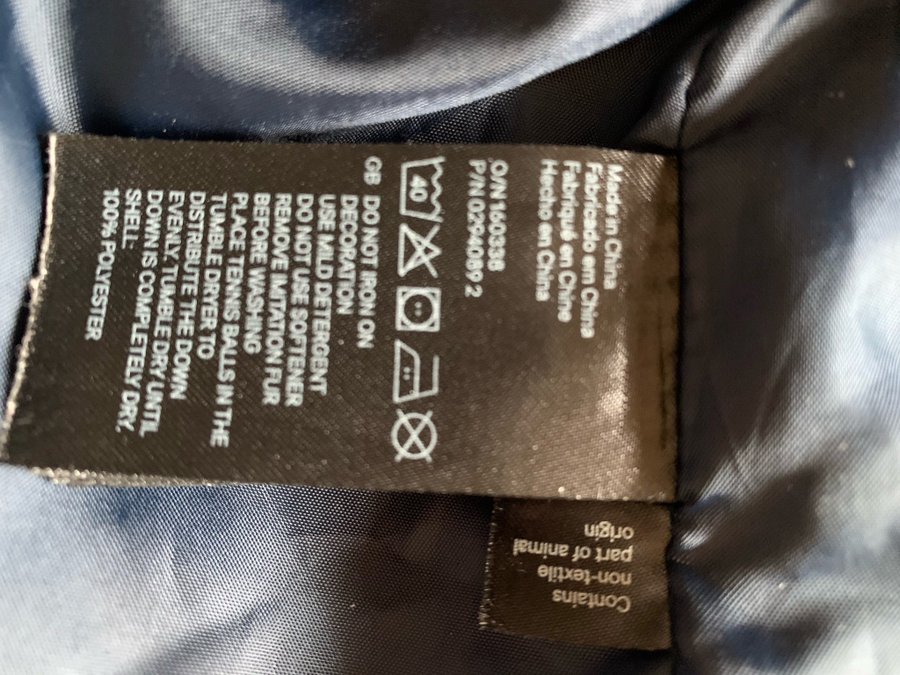 Made in China
Fabricado em China
Fabriqué en Chine
Hecho en China
O/N 160338
P/N 0294089 2
40
GB DO NOT IRON ON
DECORATION
USE MILD DETERGENT
DO NOT USE SOFTENER
REMOVE IMITATION FUR
BEFORE WASHING
PLACE TENNIS BALLS IN THE
TUMBLE DRYER TO
DISTRIBUTE THE DOWN
EVENLY, TUMBLE DRY UNTIL
DOWN IS COMPLETELY DRY.
SHELL:
100% POLYESTER
Contains
non-textile
part of animal
origin